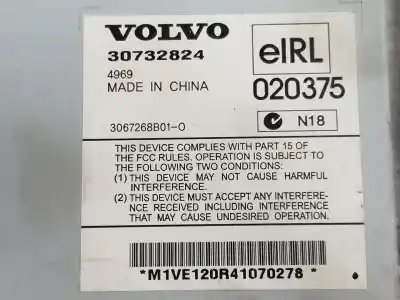 VOLVO
30732824
4969
MADE IN CHINA
eIRL
020375
3067268B01-O
N18
THIS DEVICE COMPLIES WITH PART 15 OF
THE FCC RULES. OPERATION IS SUBJECT TO
THE FOLLOWING TWO CONDITIONS:
(1) THIS DEVICE MAY NOT CAUSE HARMFUL
INTERFERENCE.
(2) THIS DEVICE MUST ACCEPT ANY INTERFERE-
NCE RECEIVED INCLUDING INTERFERENCE
THAT MAY CAUSE UNDESIRED OPERATION.
*M1VE120R41070278*